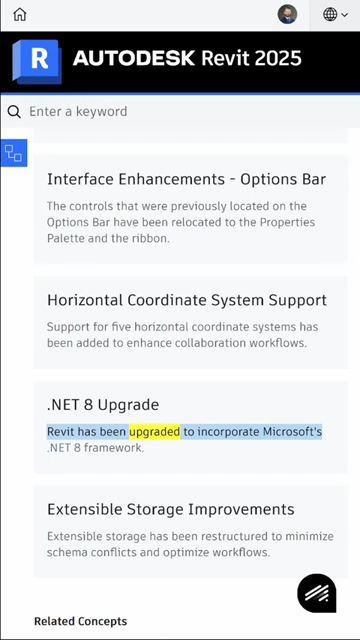 R AUTODESK Revit 2025
Enter a keyword
Interface Enhancements - Options Bar
The controls that were previously located on the
Options Bar have been relocated to the Properties
Palette and the ribbon.
Horizontal Coordinate System Support
Support for five horizontal coordinate systems has
been added to enhance collaboration workflows.
.NET 8 Upgrade
Revit has been upgraded to incorporate Microsoft's
.NET 8 framework.
Extensible Storage Improvements
Extensible storage has been restructured to minimize
schema conflicts and optimize workflows.
Related Concepts